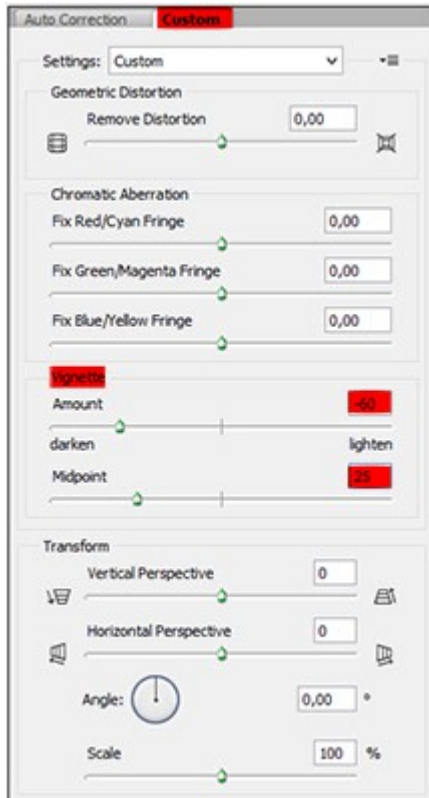 Auto Correction Custom
Settings: Custom
Geometric Distortion
Remove Distortion 0,00
Chromatic Aberration
Fix Red/Cyan Fringe 0,00
Fix Green/Magenta Fringe 0,00
Fix Blue/Yellow Fringe 0,00
Vignette
Amount -60
darken lighten
Midpoint 25
Transform
Vertical Perspective 0
Horizontal Perspective 0
Angle: 0,00 °
Scale 100 %